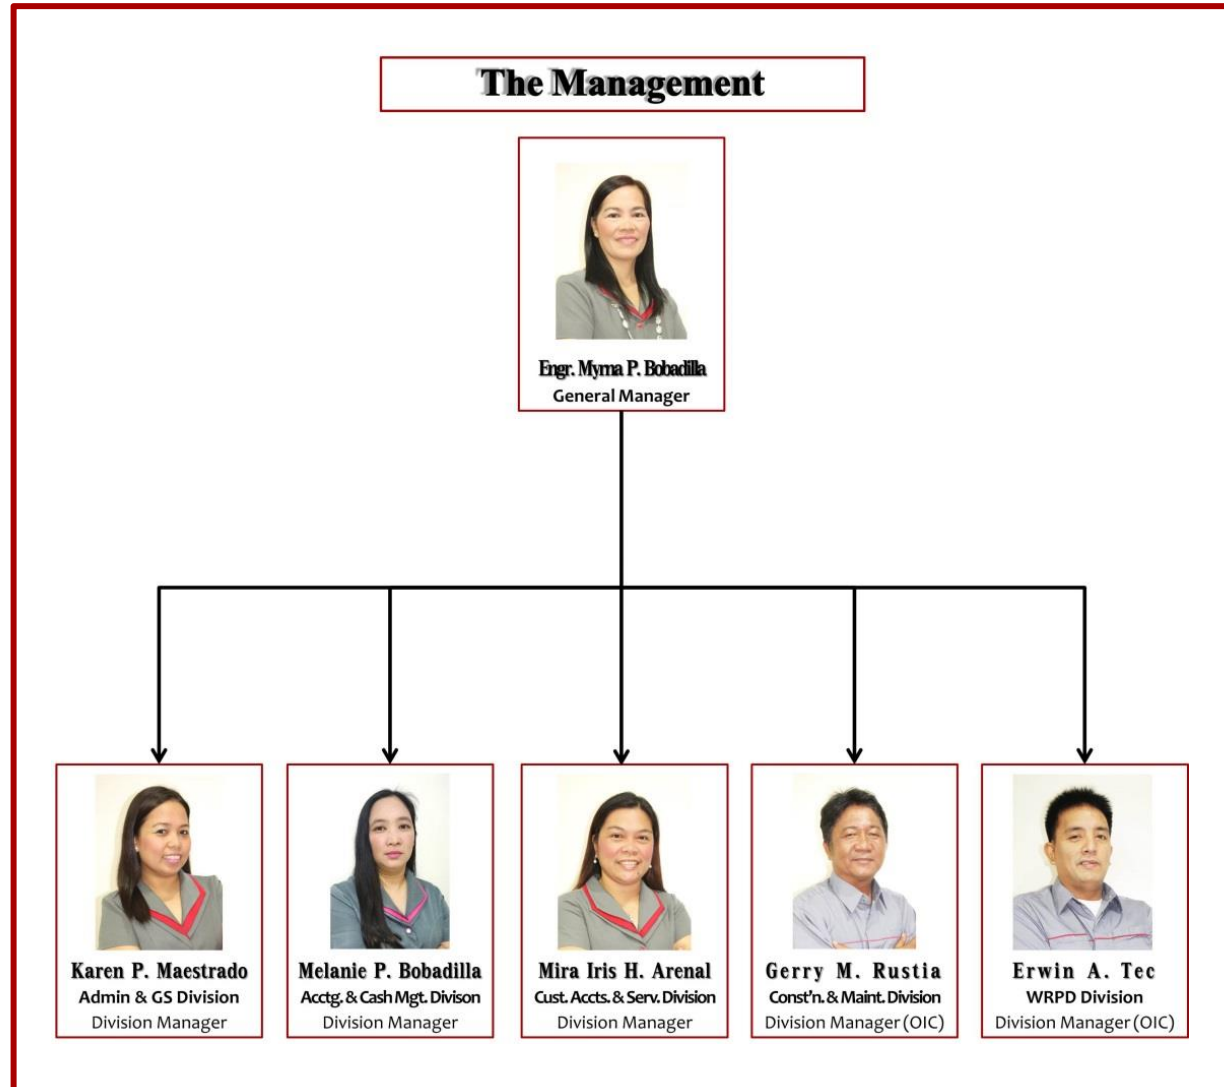 The Management
Engr. Myrna P. Bobadilla
General Manager
Karen P. Maestrado
Admin & GS Division
Division Manager
Melanie P. Bobadilla
Acctg. & Cash Mgt. Divison
Division Manager
Mira Iris H. Arenal
Cust. Accts. & Serv. Division
Division Manager
Gerry M. Rustia
Const'n. & Maint. Division
Division Manager (OIC)
Erwin A. Tec
WRPD Division
Division Manager (OIC)